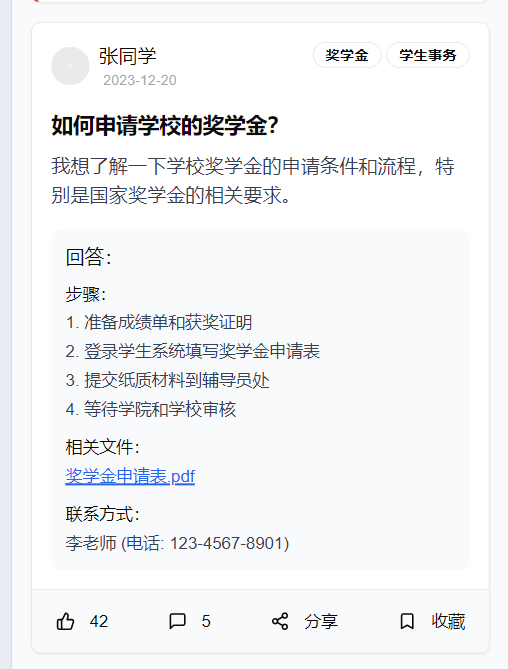 张同学
奖学金 学生事务
2023-12-20
如何申请学校的奖学金？
我想了解一下学校奖学金的申请条件和流程，特
别是国家奖学金的相关要求。
回答：
步骤：
1. 准备成绩单和获奖证明
2. 登录学生系统填写奖学金申请表
3. 提交纸质材料到辅导员处
4. 等待学院和学校审核
相关文件：
奖学金申请表.pdf
联系方式：
李老师 (电话: 123-4567-8901)
42 5 分享 收藏